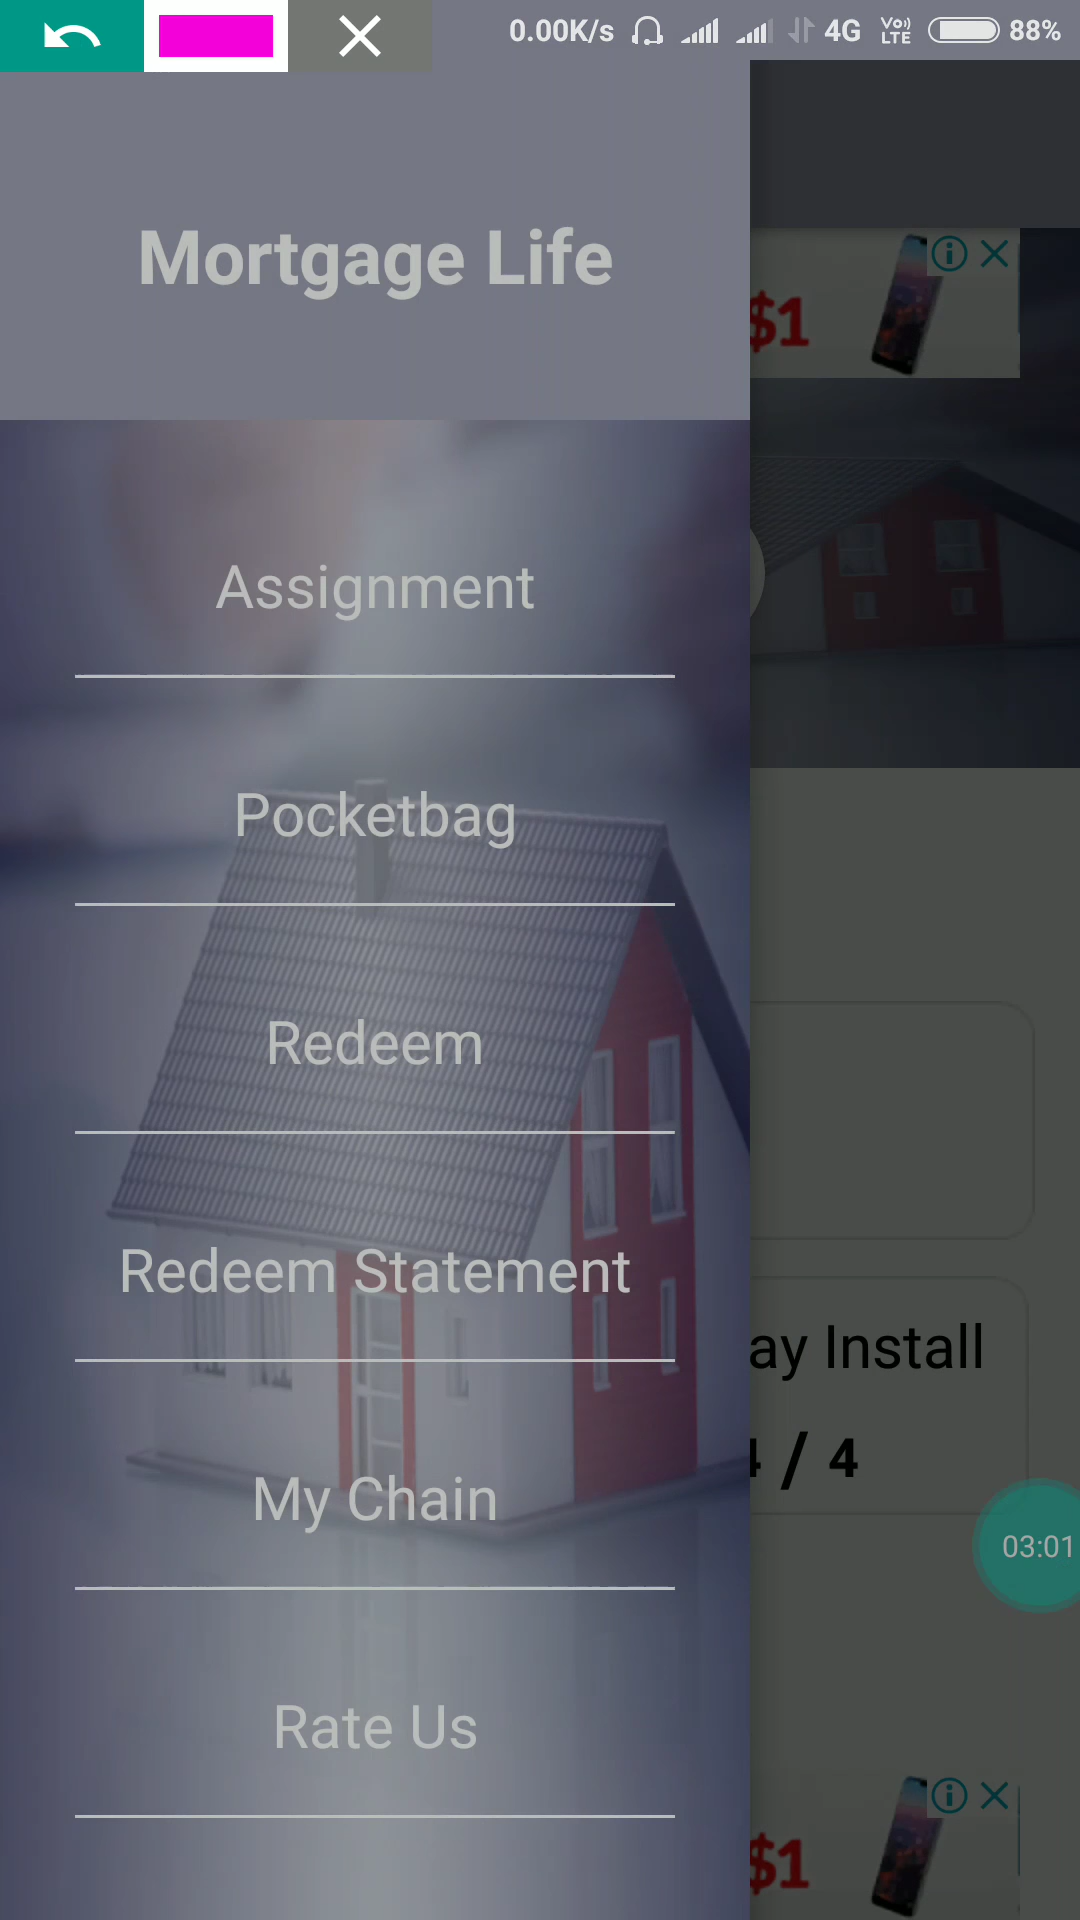 0.00K/s 4G VoLTE 88%
Mortgage Life
$1
Assignment
Pocketbag
Redeem
Redeem Statement
ay Install
/ 4
My Chain
03:01
Rate Us
$1